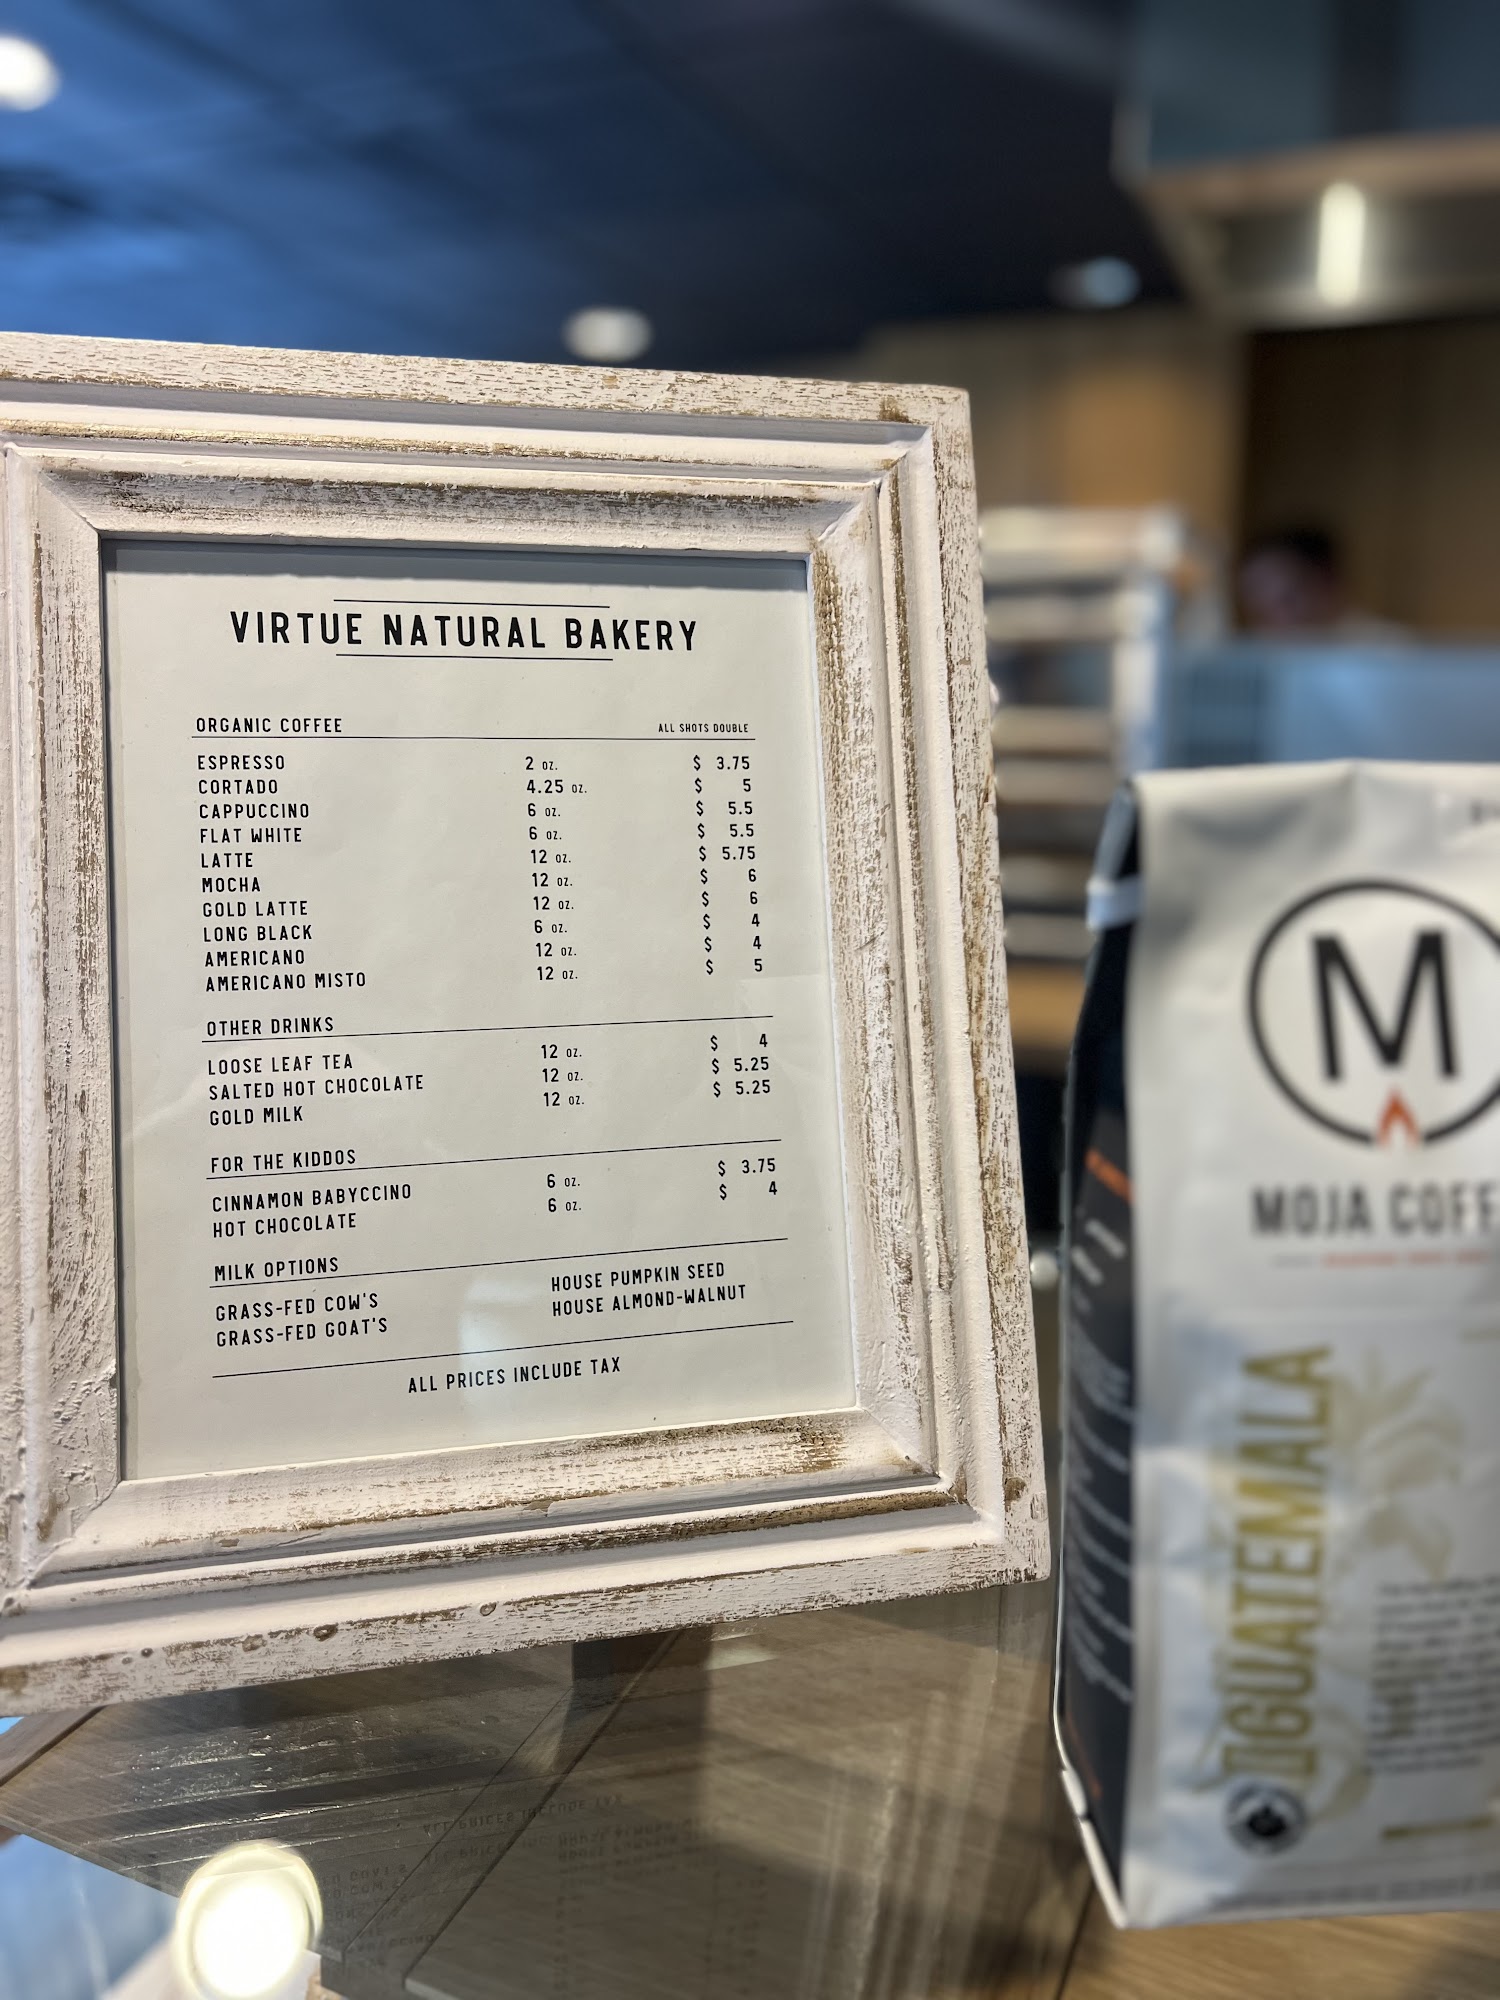 VIRTUE NATURAL BAKERY
ORGANIC COFFEE ALL SHOTS DOUBLE
ESPRESSO 2 OZ. $ 3.75
CORTADO 4.25 OZ. $ 5
CAPPUCCINO 6 OZ. $ 5.5
FLAT WHITE 6 OZ. $ 5.5
LATTE 12 OZ. $ 5.75
MOCHA 12 OZ. $ 6
GOLD LATTE 12 OZ. $ 6
LONG BLACK 6 OZ. $ 4
AMERICANO 12 OZ. $ 4
AMERICANO MISTO 12 OZ. $ 5
OTHER DRINKS
LOOSE LEAF TEA 12 OZ. $ 4
SALTED HOT CHOCOLATE 12 OZ. $ 5.25
GOLD MILK 12 OZ. $ 5.25
FOR THE KIDDOS
CINNAMON BABYCCINO 6 OZ. $ 3.75
HOT CHOCOLATE 6 OZ. $ 4
MILK OPTIONS
GRASS-FED COW'S HOUSE PUMPKIN SEED
GRASS-FED GOAT'S HOUSE ALMOND-WALNUT
ALL PRICES INCLUDE TAX
M
MOJA COFF
GUATEMALA